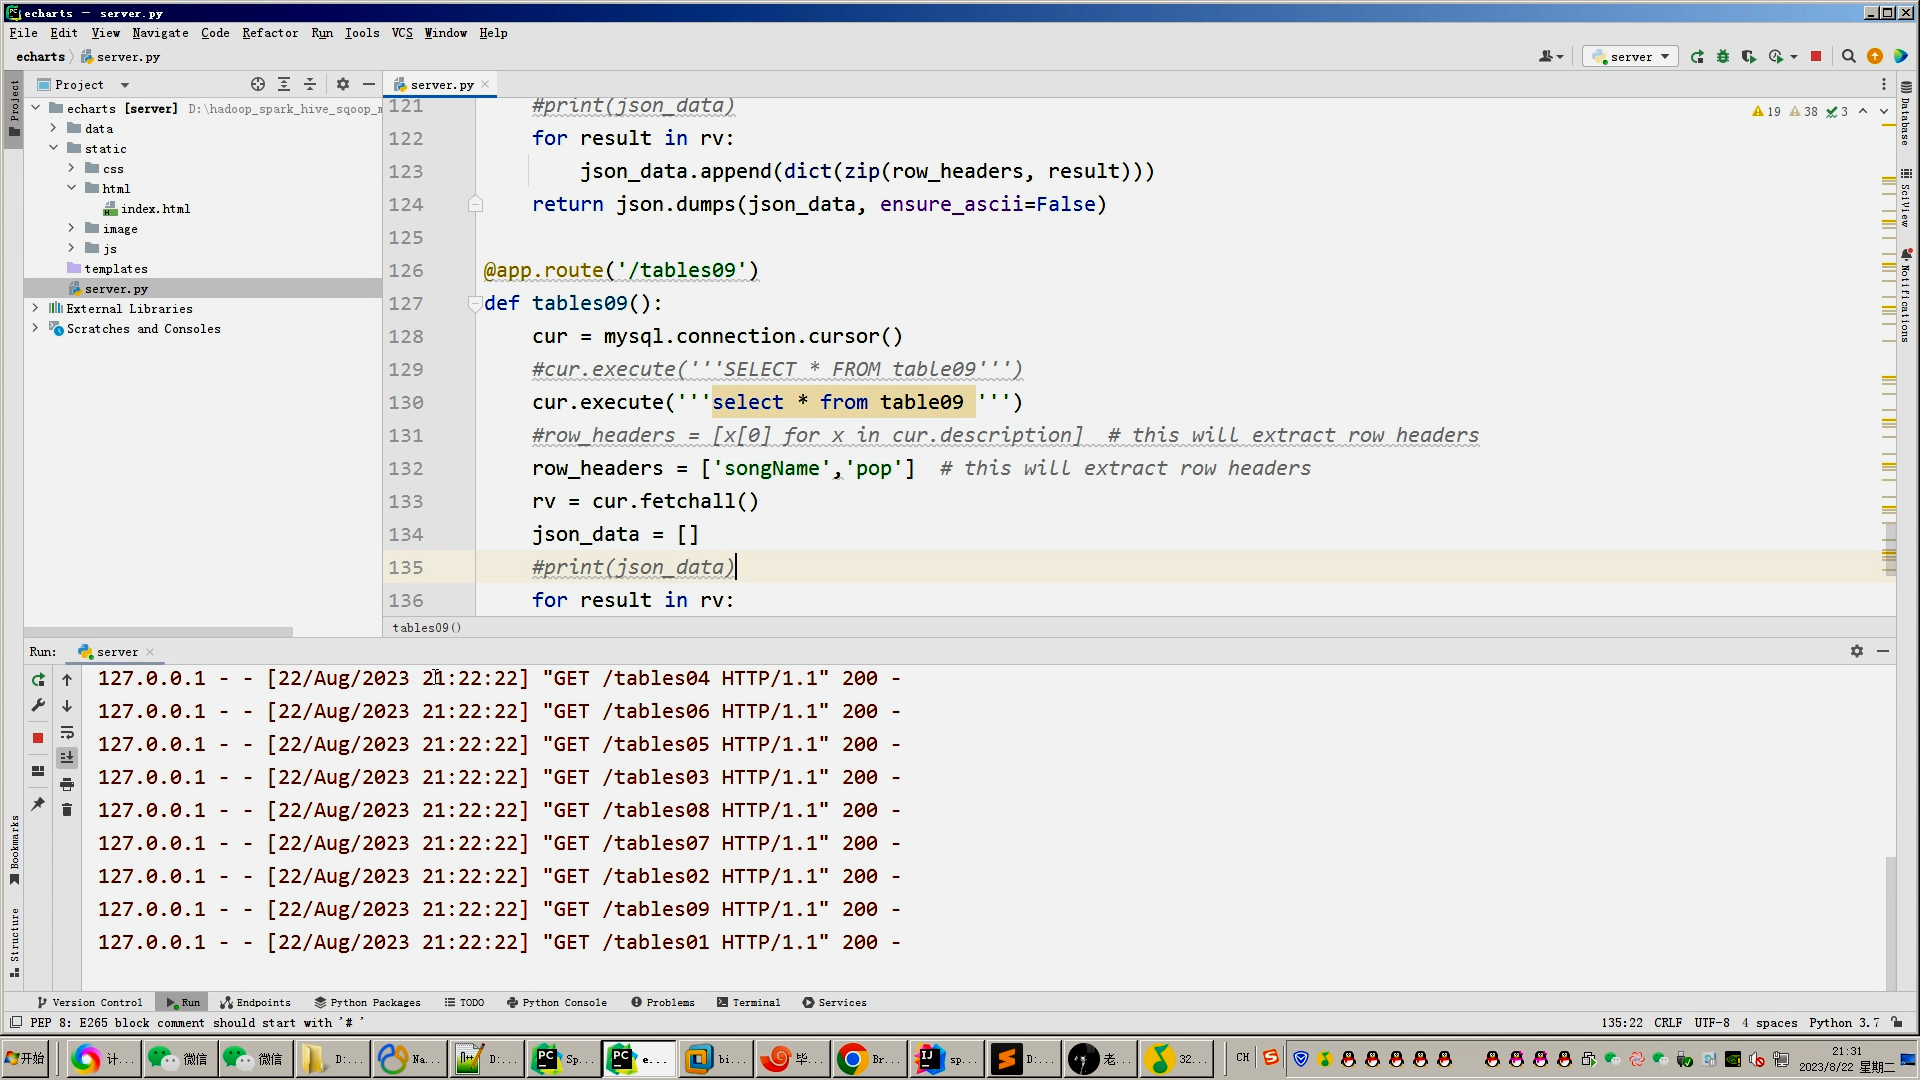 echarts – server.py
File Edit View Navigate Code Refactor Run Tools VCS Window Help
echarts server.py
server
Project
server.py
Project
echarts [server] D:\hadoop_spark_hive_sqoop_
data
static
css
html
index.html
image
js
templates
server.py
External Libraries
Scratches and Consoles
19 38 3
121 #print(json_data)
122 for result in rv:
123 json_data.append(dict(zip(row_headers, result)))
124 return json.dumps(json_data, ensure_ascii=False)
125
126 @app.route('/tables09')
127 def tables09():
128 cur = mysql.connection.cursor()
129 #cur.execute('''SELECT * FROM table09''')
130 cur.execute('''select * from table09 ''')
131 #row_headers = [x[0] for x in cur.description]  # this will extract row headers
132 row_headers = ['songName','pop']  # this will extract row headers
133 rv = cur.fetchall()
134 json_data = []
135 #print(json_data)
136 for result in rv:
tables09()
Database
SciView
Notifications
Run: server
127.0.0.1 - - [22/Aug/2023 21:22:22] "GET /tables04 HTTP/1.1" 200 -
127.0.0.1 - - [22/Aug/2023 21:22:22] "GET /tables06 HTTP/1.1" 200 -
127.0.0.1 - - [22/Aug/2023 21:22:22] "GET /tables05 HTTP/1.1" 200 -
127.0.0.1 - - [22/Aug/2023 21:22:22] "GET /tables03 HTTP/1.1" 200 -
127.0.0.1 - - [22/Aug/2023 21:22:22] "GET /tables08 HTTP/1.1" 200 -
127.0.0.1 - - [22/Aug/2023 21:22:22] "GET /tables07 HTTP/1.1" 200 -
127.0.0.1 - - [22/Aug/2023 21:22:22] "GET /tables02 HTTP/1.1" 200 -
127.0.0.1 - - [22/Aug/2023 21:22:22] "GET /tables09 HTTP/1.1" 200 -
127.0.0.1 - - [22/Aug/2023 21:22:22] "GET /tables01 HTTP/1.1" 200 -
Bookmarks
Structure
Version Control Run Endpoints Python Packages TODO Python Console Problems Terminal Services
PEP 8: E265 block comment should start with '# '
135:22 CRLF UTF-8 4 spaces Python 3.7
开始 计... 微信 微信 D:... Na... D:... Sp... e... bi... 毕... Br... sp... D:... 老... 32... CH
21:31
2023/8/22 星期二